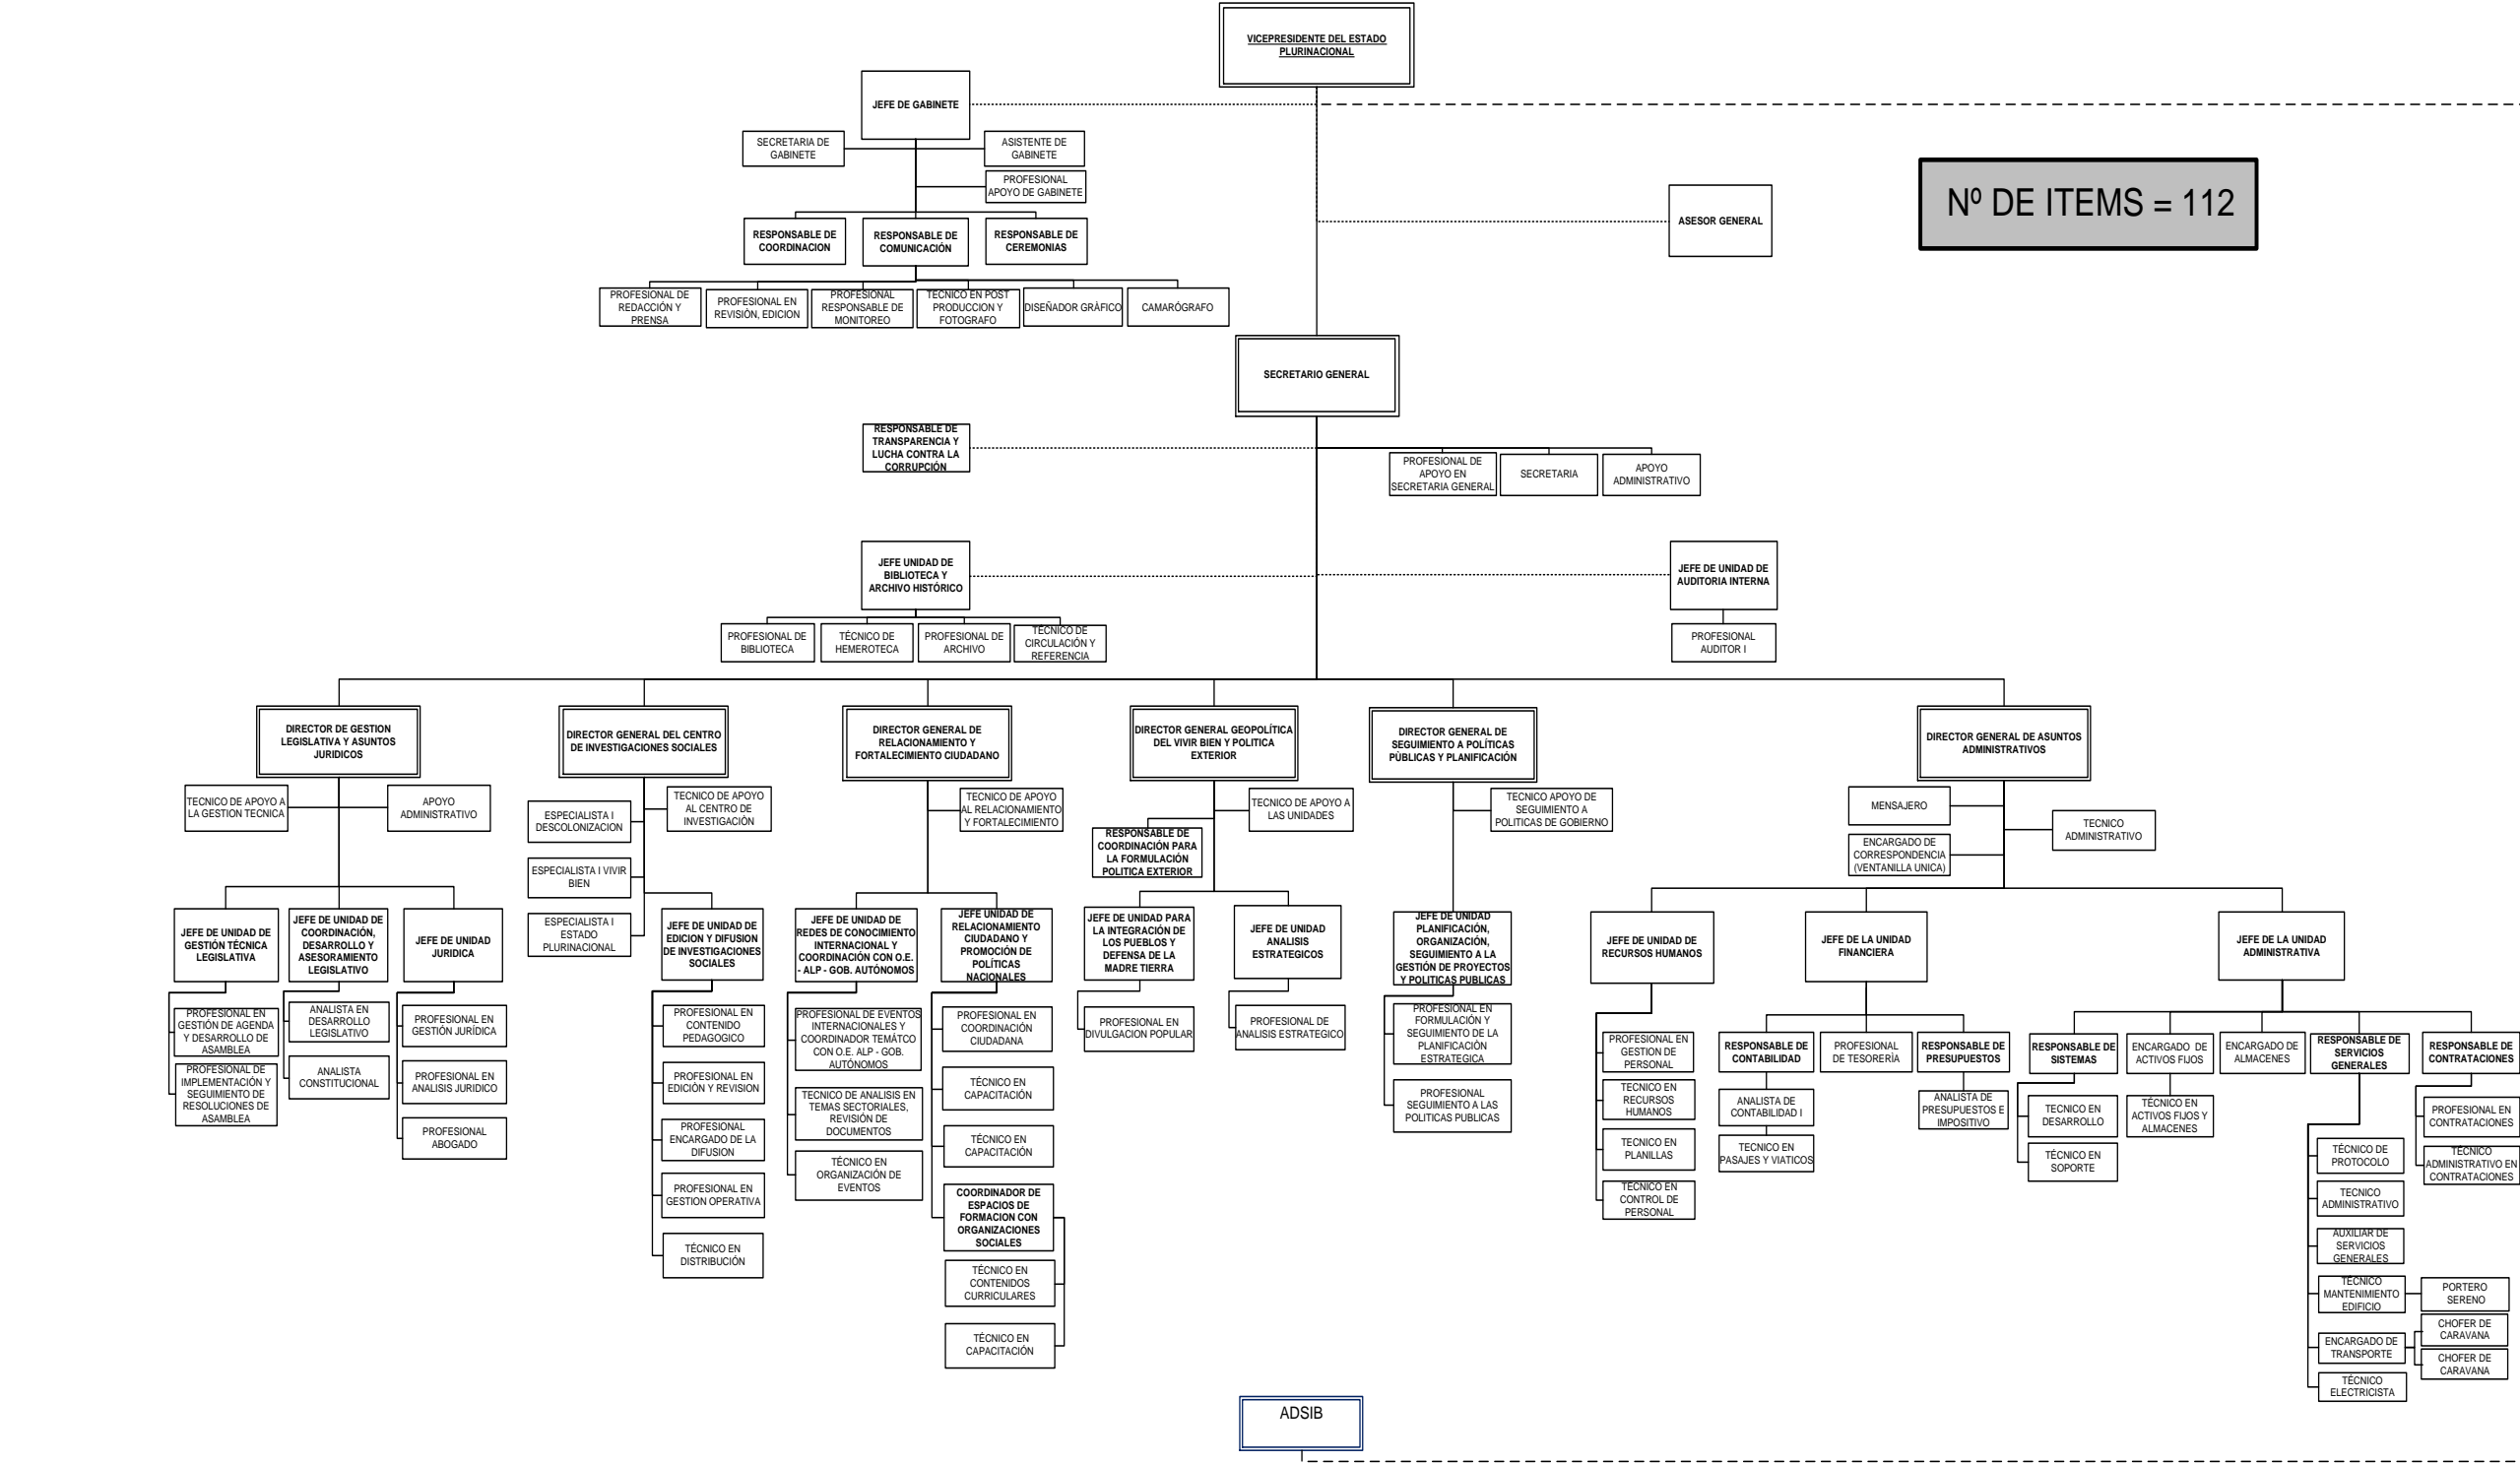 VICEPRESIDENTE DEL ESTADO
PLURINACIONAL
JEFE DE GABINETE
SECRETARIA DE
GABINETE
ASISTENTE DE
GABINETE
PROFESIONAL
APOYO DE GABINETE
Nº DE ITEMS = 112
ASESOR GENERAL
RESPONSABLE DE
COORDINACION
RESPONSABLE DE
COMUNICACIÓN
RESPONSABLE DE
CEREMONIAS
PROFESIONAL DE
REDACCIÓN Y
PRENSA
PROFESIONAL EN
REVISIÓN, EDICION
PROFESIONAL
RESPONSABLE DE
MONITOREO
TECNICO EN POST
PRODUCCION Y
FOTOGRAFO
DISEÑADOR GRÀFICO
CAMARÓGRAFO
SECRETARIO GENERAL
RESPONSABLE DE
TRANSPARENCIA Y
LUCHA CONTRA LA
CORRUPCIÓN
PROFESIONAL DE
APOYO EN
SECRETARIA GENERAL
SECRETARIA
APOYO
ADMINISTRATIVO
JEFE UNIDAD DE
BIBLIOTECA Y
ARCHIVO HISTÓRICO
JEFE DE UNIDAD DE
AUDITORIA INTERNA
PROFESIONAL DE
BIBLIOTECA
TÉCNICO DE
HEMEROTECA
PROFESIONAL DE
ARCHIVO
TÉCNICO DE
CIRCULACIÓN Y
REFERENCIA
PROFESIONAL
AUDITOR I
DIRECTOR DE GESTION
LEGISLATIVA Y ASUNTOS
JURIDICOS
DIRECTOR GENERAL DEL CENTRO
DE INVESTIGACIONES SOCIALES
DIRECTOR GENERAL DE
RELACIONAMIENTO Y
FORTALECIMIENTO CIUDADANO
DIRECTOR GENERAL GEOPOLÍTICA
DEL VIVIR BIEN Y POLITICA
EXTERIOR
DIRECTOR GENERAL DE
SEGUIMIENTO A POLÍTICAS
PÙBLICAS Y PLANIFICACIÓN
DIRECTOR GENERAL DE ASUNTOS
ADMINISTRATIVOS
TECNICO DE APOYO A
LA GESTION TECNICA
APOYO
ADMINISTRATIVO
ESPECIALISTA I
DESCOLONIZACION
TECNICO DE APOYO
AL CENTRO DE
INVESTIGACIÓN
ESPECIALISTA I VIVIR
BIEN
ESPECIALISTA I
ESTADO
PLURINACIONAL
TECNICO DE APOYO
AL RELACIONAMIENTO
Y FORTALECIMIENTO
TECNICO DE APOYO A
LAS UNIDADES
RESPONSABLE DE
COORDINACIÓN PARA
LA FORMULACIÓN
POLITICA EXTERIOR
TECNICO APOYO DE
SEGUIMIENTO A
POLITICAS DE GOBIERNO
MENSAJERO
TECNICO
ADMINISTRATIVO
ENCARGADO DE
CORRESPONDENCIA
(VENTANILLA UNICA)
JEFE DE UNIDAD DE
GESTIÓN TÉCNICA
LEGISLATIVA
JEFE DE UNIDAD DE
COORDINACIÓN,
DESARROLLO Y
ASESORAMIENTO
LEGISLATIVO
JEFE DE UNIDAD
JURIDICA
JEFE DE UNIDAD DE
EDICION Y DIFUSION
DE INVESTIGACIONES
SOCIALES
JEFE DE UNIDAD DE
REDES DE CONOCIMIENTO
INTERNACIONAL Y
COORDINACIÓN CON O.E.
- ALP - GOB. AUTÓNOMOS
JEFE UNIDAD DE
RELACIONAMIENTO
CIUDADANO Y
PROMOCIÓN DE
POLÍTICAS
NACIONALES
JEFE DE UNIDAD PARA
LA INTEGRACIÓN DE
LOS PUEBLOS Y
DEFENSA DE LA
MADRE TIERRA
JEFE DE UNIDAD
ANALISIS
ESTRATEGICOS
JEFE DE UNIDAD
PLANIFICACIÓN,
ORGANIZACIÓN,
SEGUIMIENTO A LA
GESTIÓN DE PROYECTOS
Y POLITICAS PUBLICAS
JEFE DE UNIDAD DE
RECURSOS HUMANOS
JEFE DE LA UNIDAD
FINANCIERA
JEFE DE LA UNIDAD
ADMINISTRATIVA
PROFESIONAL EN
GESTIÓN DE AGENDA
Y DESARROLLO DE
ASAMBLEA
PROFESIONAL DE
IMPLEMENTACIÓN Y
SEGUIMIENTO DE
RESOLUCIONES DE
ASAMBLEA
ANALISTA EN
DESARROLLO
LEGISLATIVO
ANALISTA
CONSTITUCIONAL
PROFESIONAL EN
GESTIÓN JURÍDICA
PROFESIONAL EN
ANALISIS JURIDICO
PROFESIONAL
ABOGADO
PROFESIONAL EN
CONTENIDO
PEDAGOGICO
PROFESIONAL EN
EDICIÒN Y REVISION
PROFESIONAL
ENCARGADO DE LA
DIFUSION
PROFESIONAL EN
GESTION OPERATIVA
TÉCNICO EN
DISTRIBUCIÓN
PROFESIONAL DE EVENTOS
INTERNACIONALES Y
COORDINADOR TEMÁTCO
CON O.E. ALP - GOB.
AUTÓNOMOS
TECNICO DE ANALISIS EN
TEMAS SECTORIALES,
REVISIÓN DE
DOCUMENTOS
TÉCNICO EN
ORGANIZACIÓN DE
EVENTOS
PROFESIONAL EN
COORDINACIÓN
CIUDADANA
TÉCNICO EN
CAPACITACIÓN
TÉCNICO EN
CAPACITACIÓN
COORDINADOR DE
ESPACIOS DE
FORMACION CON
ORGANIZACIONES
SOCIALES
TÉCNICO EN
CONTENIDOS
CURRICULARES
TÉCNICO EN
CAPACITACIÓN
PROFESIONAL EN
DIVULGACION POPULAR
PROFESIONAL DE
ANALISIS ESTRATEGICO
PROFESIONAL EN
FORMULACIÓN Y
SEGUIMIENTO DE LA
PLANIFICACIÒN
ESTRATEGICA
PROFESIONAL
SEGUIMIENTO A LAS
POLITICAS PUBLICAS
PROFESIONAL EN
GESTION DE
PERSONAL
TECNICO EN
RECURSOS
HUMANOS
TECNICO EN
PLANILLAS
TECNICO EN
CONTROL DE
PERSONAL
RESPONSABLE DE
CONTABILIDAD
PROFESIONAL
DE TESORERÌA
RESPONSABLE DE
PRESUPUESTOS
ANALISTA DE
CONTABILIDAD I
TECNICO EN
PASAJES Y VIATICOS
ANALISTA DE
PRESUPUESTOS E
IMPOSITIVO
RESPONSABLE DE
SISTEMAS
ENCARGADO DE
ACTIVOS FIJOS
ENCARGADO DE
ALMACENES
RESPONSABLE DE
SERVICIOS
GENERALES
RESPONSABLE DE
CONTRATACIONES
TECNICO EN
DESARROLLO
TÉCNICO EN
SOPORTE
TÉCNICO EN
ACTIVOS FIJOS Y
ALMACENES
PROFESIONAL EN
CONTRATACIONES
TÉCNICO
ADMINISTRATIVO EN
CONTRATACIONES
TÉCNICO DE
PROTOCOLO
TECNICO
ADMINISTRATIVO
AUXILIAR DE
SERVICIOS
GENERALES
TÉCNICO
MANTENIMIENTO
EDIFICIO
PORTERO
SERENO
ENCARGADO DE
TRANSPORTE
CHOFER DE
CARAVANA
CHOFER DE
CARAVANA
TÉCNICO
ELECTRICISTA
ADSIB